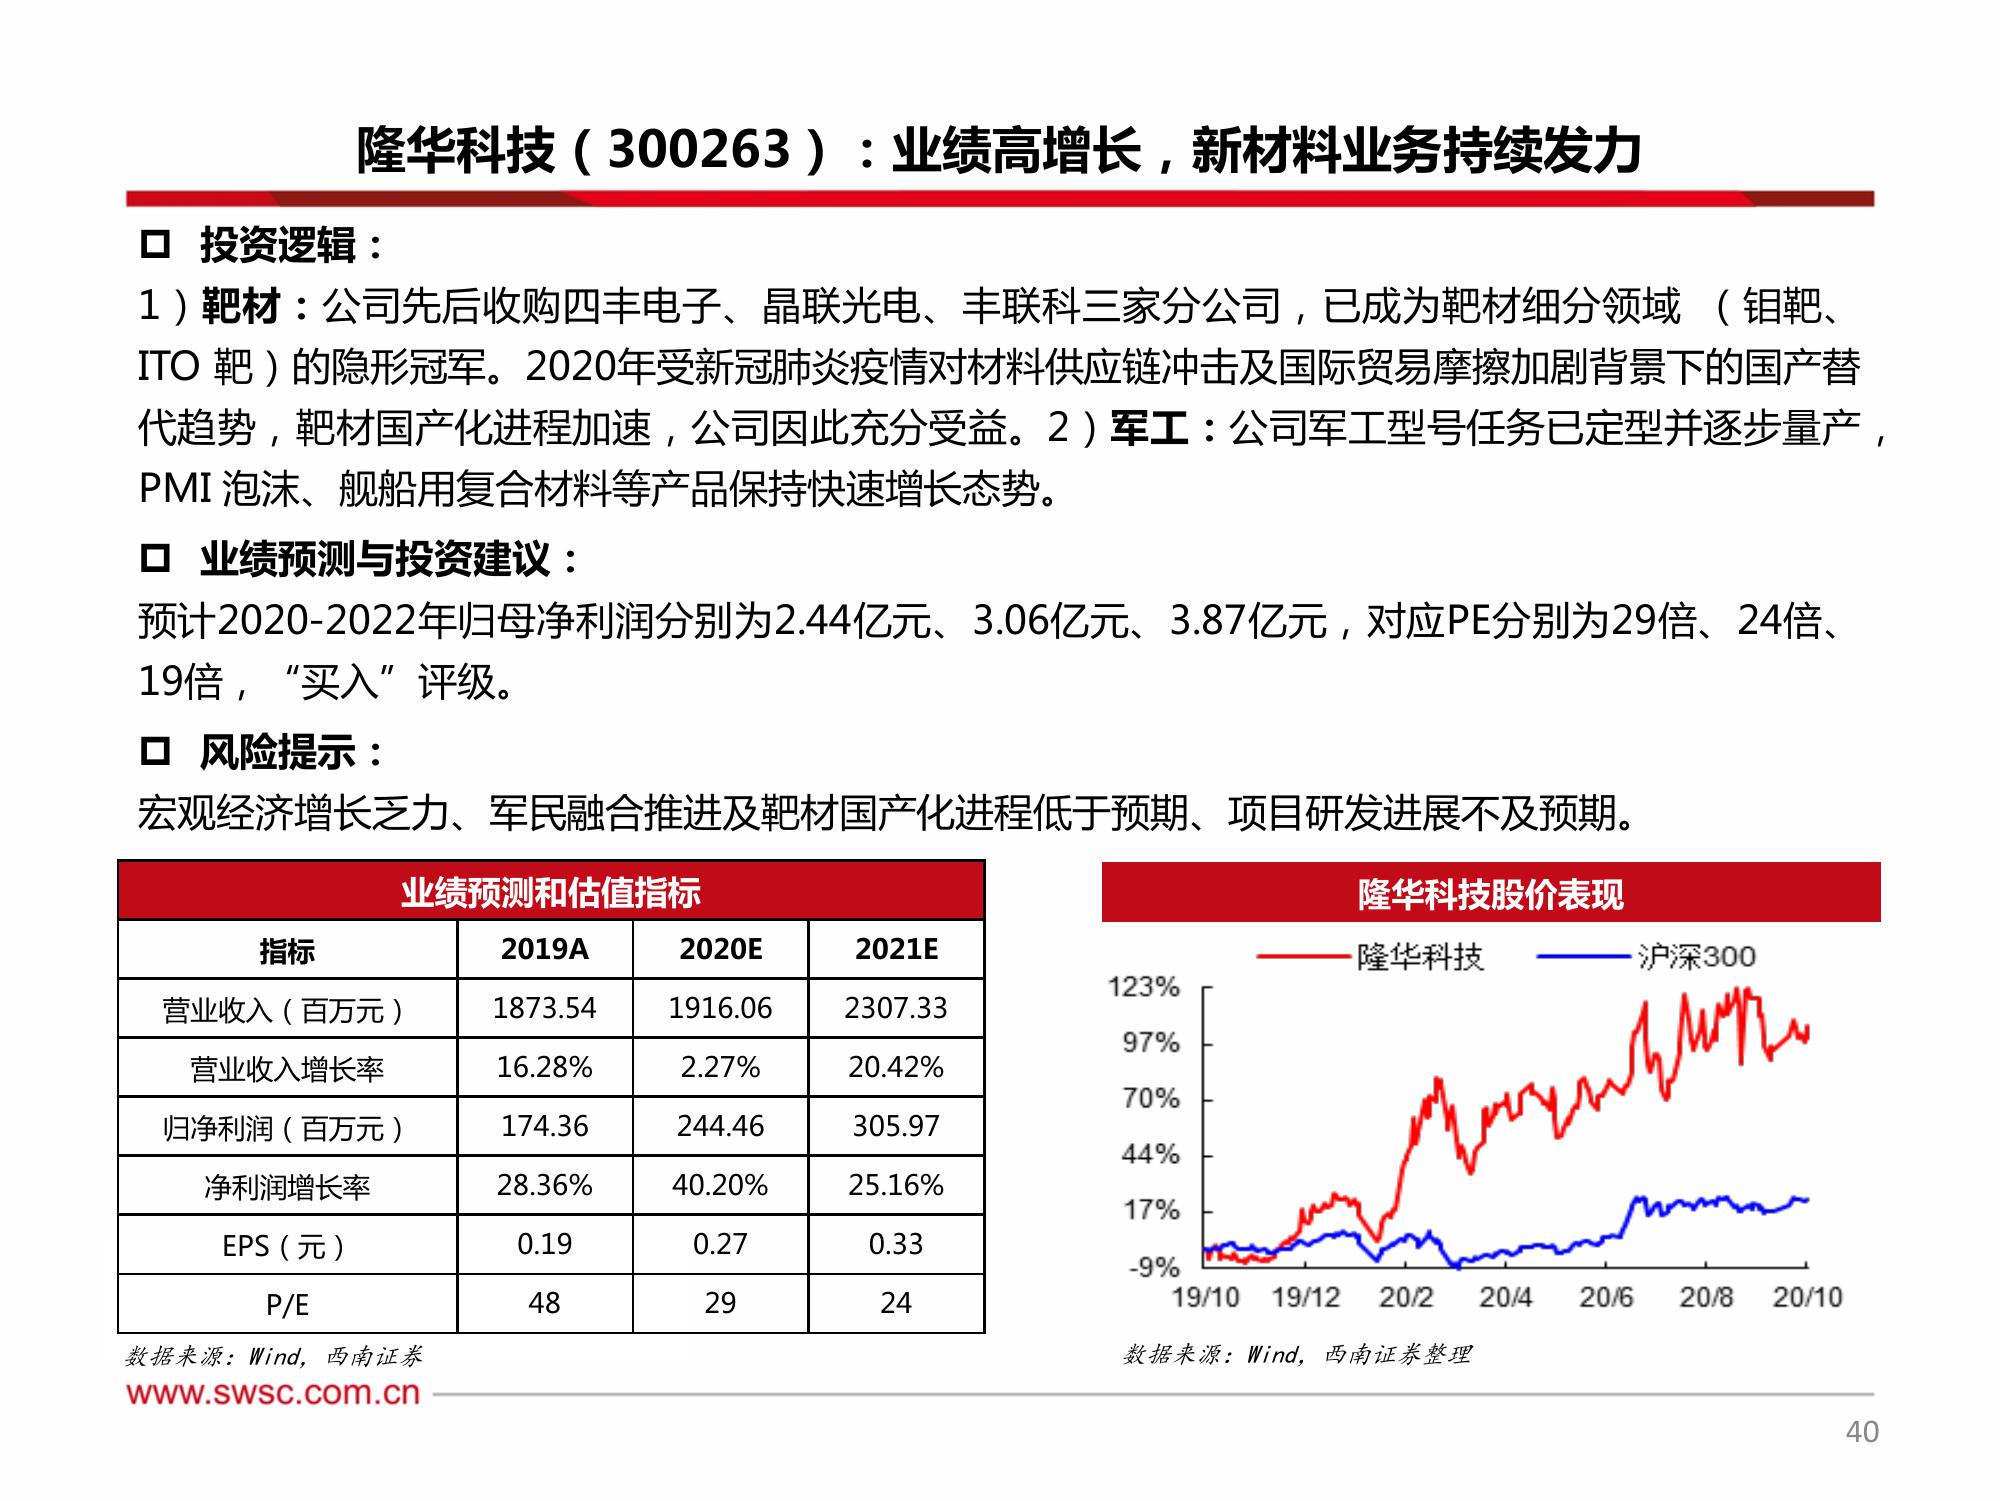 隆华科技（300263）：业绩高增长，新材料业务持续发力
投资逻辑：
1）靶材：公司先后收购四丰电子、晶联光电、丰联科三家分公司，已成为靶材细分领域 （钼靶、
ITO 靶）的隐形冠军。2020年受新冠肺炎疫情对材料供应链冲击及国际贸易摩擦加剧背景下的国产替
代趋势，靶材国产化进程加速，公司因此充分受益。2）军工：公司军工型号任务已定型并逐步量产，
PMI 泡沫、舰船用复合材料等产品保持快速增长态势。
业绩预测与投资建议：
预计2020-2022年归母净利润分别为2.44亿元、3.06亿元、3.87亿元，对应PE分别为29倍、24倍、
19倍，“买入”评级。
风险提示：
宏观经济增长乏力、军民融合推进及靶材国产化进程低于预期、项目研发进展不及预期。
业绩预测和估值指标
指标 2019A 2020E 2021E
营业收入（百万元） 1873.54 1916.06 2307.33
营业收入增长率 16.28% 2.27% 20.42%
归净利润（百万元） 174.36 244.46 305.97
净利润增长率 28.36% 40.20% 25.16%
EPS（元） 0.19 0.27 0.33
P/E 48 29 24
数据来源：Wind，西南证券
隆华科技股价表现
隆华科技 沪深300
123%
97%
70%
44%
17%
-9%
19/10 19/12 20/2 20/4 20/6 20/8 20/10
数据来源：Wind，西南证券整理
www.swsc.com.cn
40